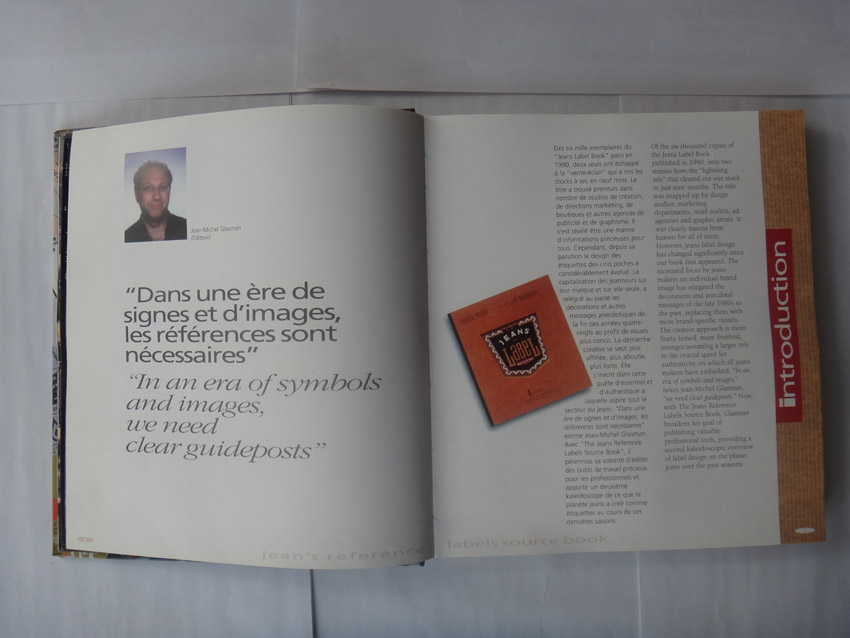 Jean-Michel Glasman
(Editeur)
“Dans une ère de
signes et d’images,
les références sont
nécessaires”
“In an era of symbols
and images,
we need
clear guideposts”
jean's reference
labels source book
Des six mille exemplaires du
"Jeans Label Book" paru en
1990, deux seuls ont échappé
à la "vente-éclair" qui a mis les
stocks à sec en neuf mois. Le
titre a trouvé preneurs dans
nombre de studios de création,
de directions marketing, de
boutiques et autres agences de
publicité et de graphisme. Il
s'est révélé être une manne
d'informations précieuses pour
tous. Cependant, depuis sa
parution le design des
étiquettes des cinq poches a
considérablement évolué. La
capitalisation des jeanneurs sur
leur marque et sur elle seule, a
relégué au passé les
décorations et autres
messages anecdotiques de
la fin des années quatre-
vingts au profit de visuels
plus concis. La démarche
créative se veut plus
affinée, plus aboutie,
plus forte. Elle
s'inscrit dans cette
quête d'essentiel et
d'authentique à
laquelle aspire tout le
secteur du jeans. "Dans une
ère de signes et d'images, les
références sont nécessaires"
estime Jean-Michel Glasman.
Avec "The Jeans Reference
Labels Source Book", il
pérennise sa volonté d'éditer
des outils de travail précieux
pour les professionnels et
apporte un deuxième
kaléidoscope de ce que la
planète jeans a créé comme
étiquettes au cours de ces
dernières saisons.
JEANS
LabeL
Of the six thousand copies of
the Jeans Label Book
published in 1990, only two
remain from the "lightning
sale" that cleared out our stock
in just nine months. The title
was snapped up by design
studios, marketing
departments, retail outlets, ad
agencies and graphic artists. It
was clearly manna from
heaven for all of them.
However, jeans-label design
has changed significantly since
our book first appeared. The
increased focus by jeans
makers on individual brand
image has relegated the
decorations and anecdotal
messages of the late 1980s to
the past, replacing them with
more brand-specific visuals.
The creative approach is more
finely honed, more finished,
stronger-assuming a larger role
in the crucial quest for
authenticity on which all jeans
makers have embarked. "In an
era of symbols and images,"
notes Jean-Michel Glasman,
"we need clear guideposts." Now,
with The Jeans Reference
Labels Source Book, Glasman
broadens his goal of
publishing valuable
professional tools, providing a
second kaleidoscopic overview
of label design on the planet
jeans over the past seasons.
introduction